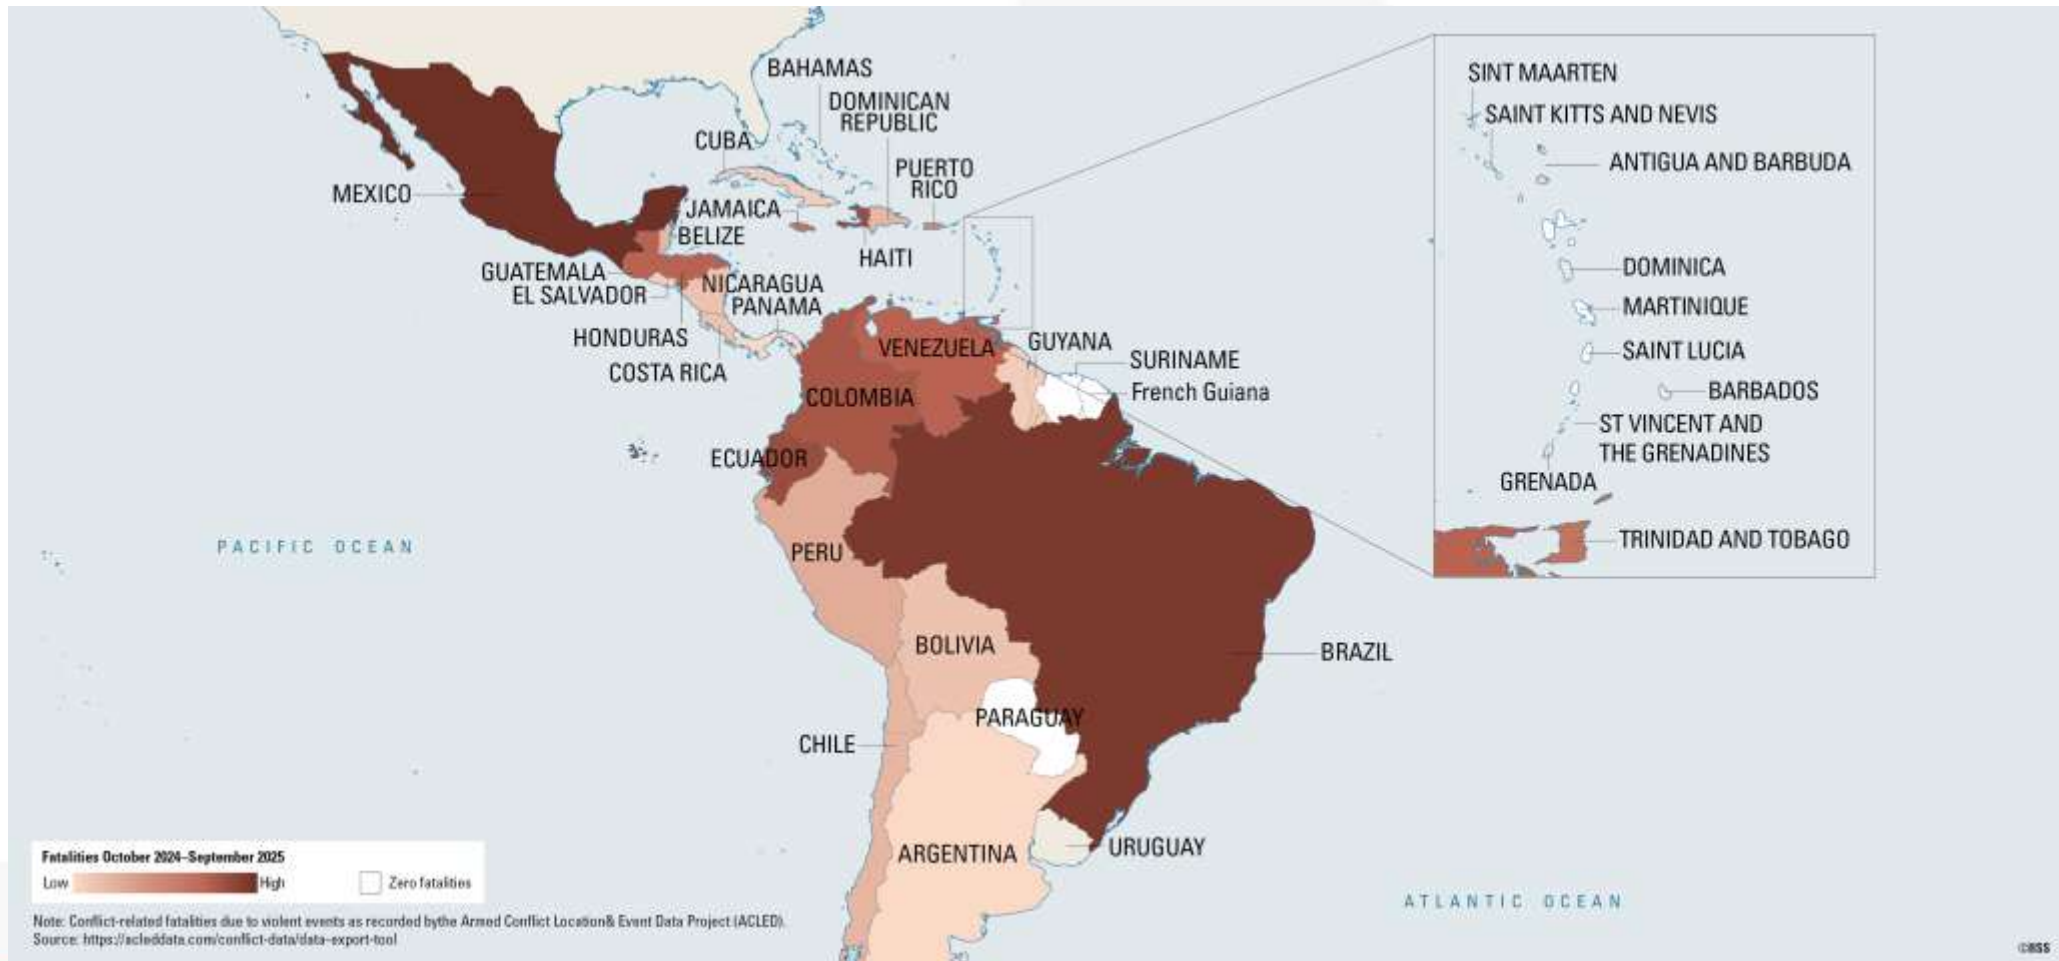 BAHAMAS
DOMINICAN
REPUBLIC
CUBA
PUERTO
RICO
MEXICO
JAMAICA
BELIZE
HAITI
GUATEMALA
EL SALVADOR
NICARAGUA
PANAMA
HONDURAS
COSTA RICA
VENEZUELA
GUYANA
SURINAME
French Guiana
COLOMBIA
ECUADOR
PERU
BOLIVIA
BRAZIL
PARAGUAY
CHILE
ARGENTINA
URUGUAY
PACIFIC OCEAN
ATLANTIC OCEAN
SINT MAARTEN
SAINT KITTS AND NEVIS
ANTIGUA AND BARBUDA
DOMINICA
MARTINIQUE
SAINT LUCIA
BARBADOS
ST VINCENT AND
THE GRENADINES
GRENADA
TRINIDAD AND TOBAGO
Fatalities October 2024–September 2025
Low High Zero fatalities
Note: Conflict-related fatalities due to violent events as recorded bythe Armed Conflict Location& Event Data Project (ACLED).
Source: https://acleddata.com/conflict-data/data-export-tool
©IISS